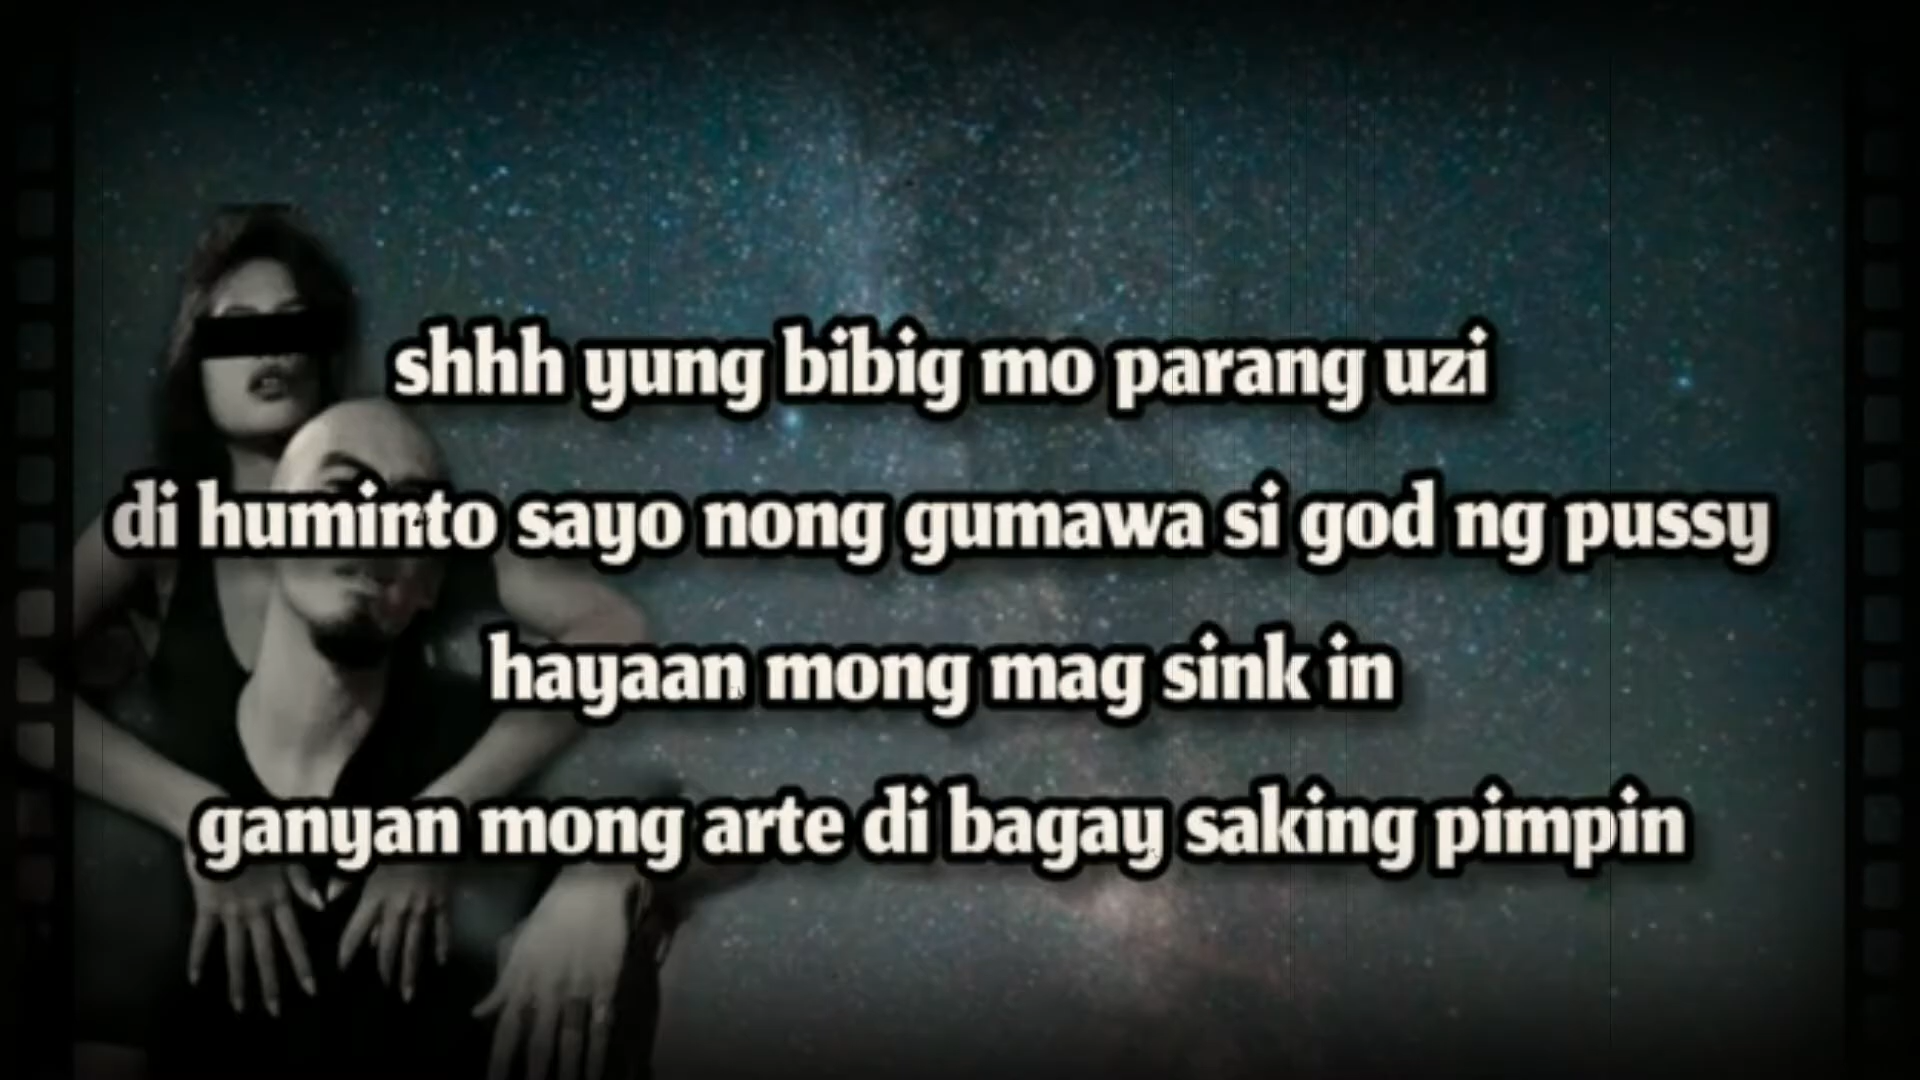 shhh yung bibig mo parang uzi
di huminto sayo nong gumawa si god ng pussy
hayaan mong mag sink in
ganyan mong arte di bagay saking pimpin